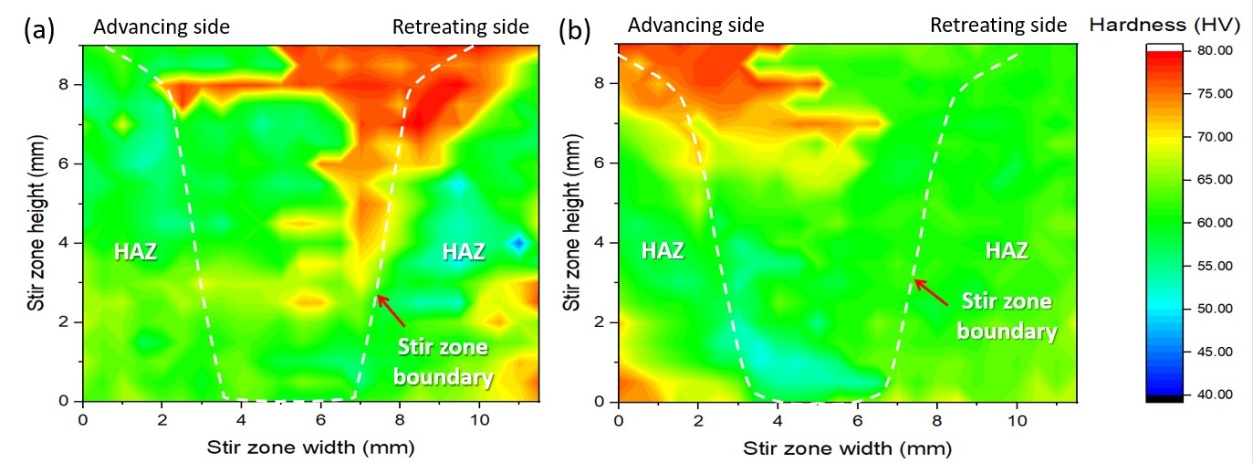 (a)
Advancing side
Retreating side
Stir zone height (mm)
8
6
4
2
0
HAZ
HAZ
Stir zone
boundary
0 2 4 6 8 10
Stir zone width (mm)
(b)
Advancing side
Retreating side
Stir zone height (mm)
8
6
4
2
0
HAZ
HAZ
Stir zone
boundary
0 2 4 6 8 10
Stir zone width (mm)
Hardness (HV)
80.00
75.00
70.00
65.00
60.00
55.00
50.00
45.00
40.00